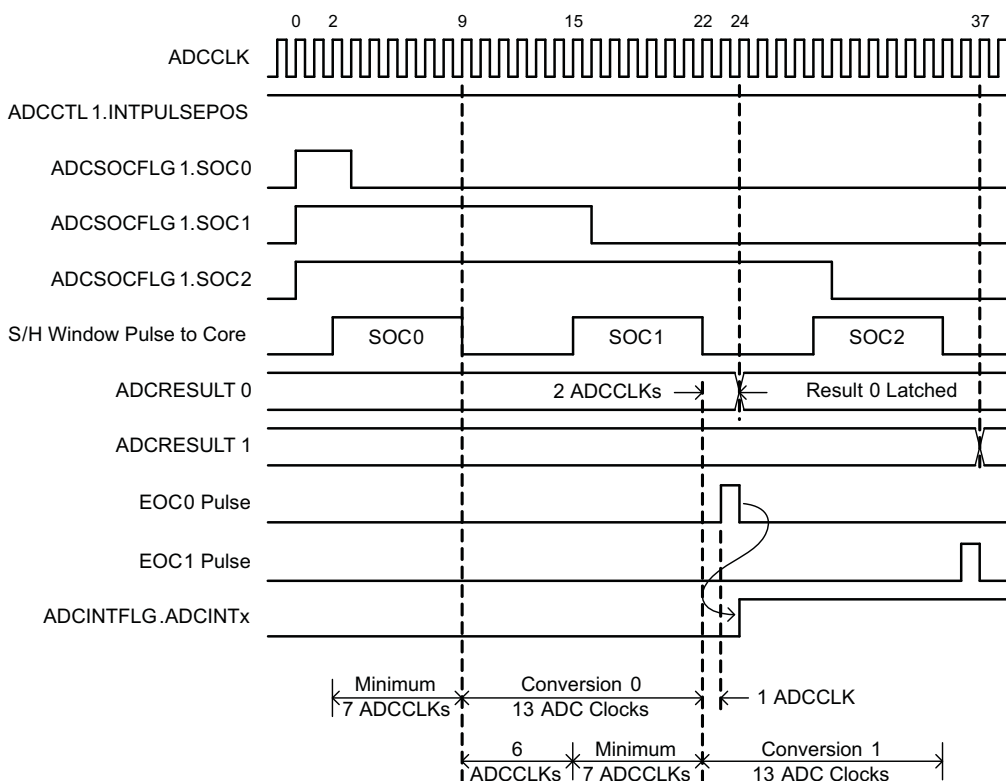 0 2 9 15 22 24 37
ADCCLK
ADCCTL 1.INTPULSEPOS
ADCSOCFLG 1.SOC0
ADCSOCFLG 1.SOC1
ADCSOCFLG 1.SOC2
S/H Window Pulse to Core
SOC0 SOC1 SOC2
ADCRESULT 0
2 ADCCLKs
Result 0 Latched
ADCRESULT 1
EOC0 Pulse
EOC1 Pulse
ADCINTFLG .ADCINTx
Minimum
7 ADCCLKs
Conversion 0
13 ADC Clocks
1 ADCCLK
6
ADCCLKs
Minimum
7 ADCCLKs
Conversion 1
13 ADC Clocks